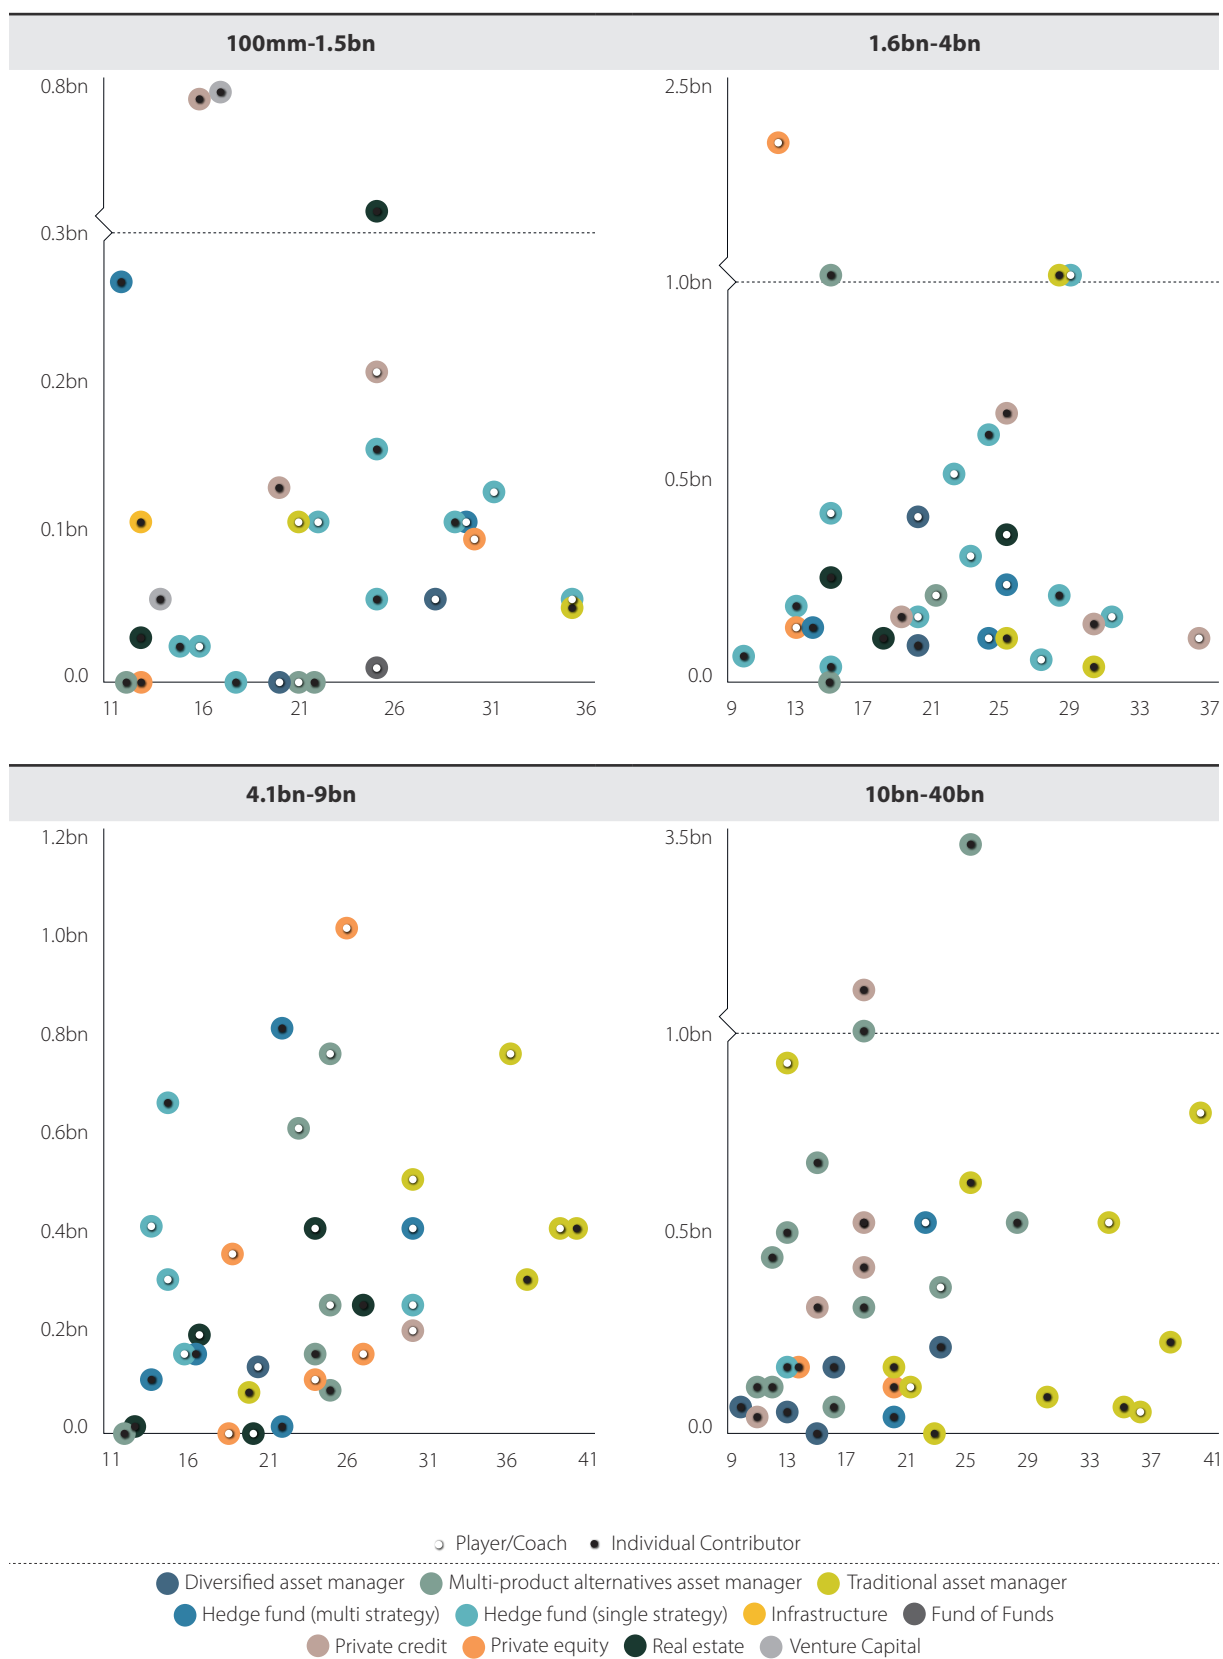 100mm-1.5bn
1.6bn-4bn
0.8bn
0.3bn
0.2bn
0.1bn
0.0
11 16 21 26 31 36
2.5bn
1.0bn
0.5bn
0.0
9 13 17 21 25 29 33 37
4.1bn-9bn
10bn-40bn
1.2bn
1.0bn
0.8bn
0.6bn
0.4bn
0.2bn
0.0
11 16 21 26 31 36 41
3.5bn
1.0bn
0.5bn
0.0
9 13 17 21 25 29 33 37 41
Player/Coach Individual Contributor
Diversified asset manager Multi-product alternatives asset manager Traditional asset manager
Hedge fund (multi strategy) Hedge fund (single strategy) Infrastructure Fund of Funds
Private credit Private equity Real estate Venture Capital